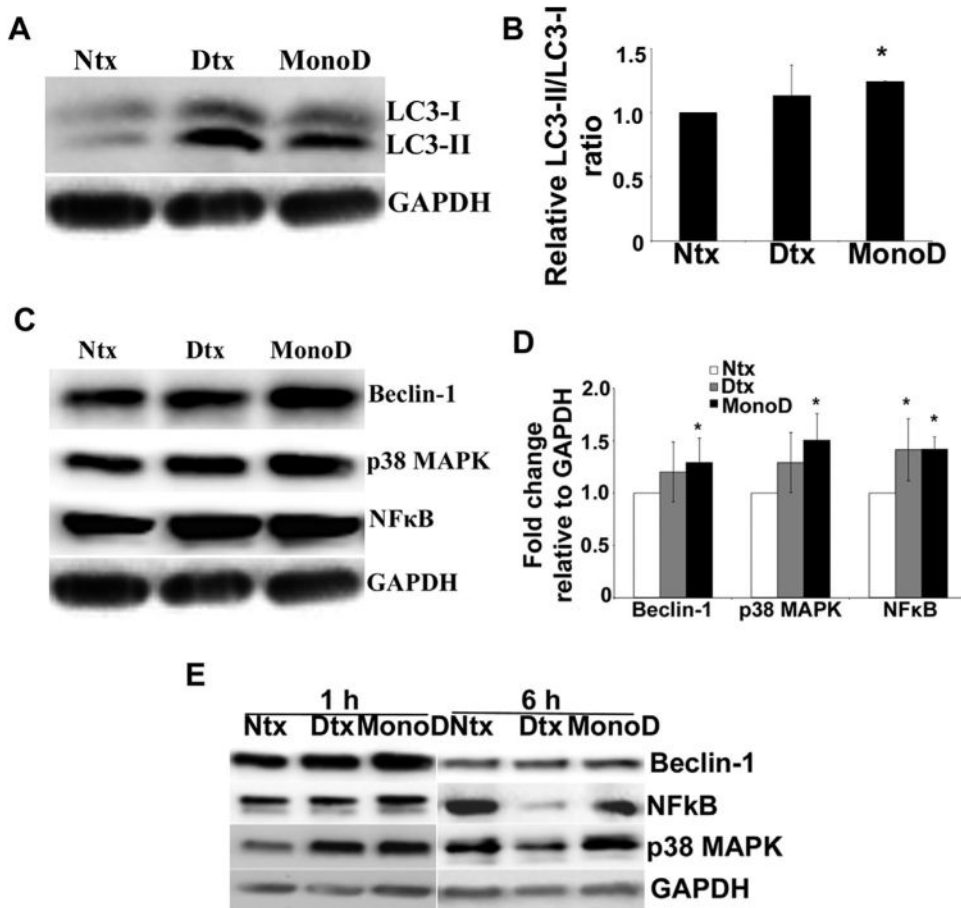 A
Ntx Dtx MonoD
LC3-I
LC3-II
GAPDH
B
Relative LC3-II/LC3-I
ratio
1.5
1.0
0.5
0
*
Ntx Dtx MonoD
C
Ntx Dtx MonoD
Beclin-1
p38 MAPK
NFκB
GAPDH
D
Ntx
Dtx
MonoD
Fold change
relative to GAPDH
2.0
1.5
1.0
0.5
0.0
* * * *
Beclin-1 p38 MAPK NFκB
E
1 h 6 h
Ntx Dtx MonoD Ntx Dtx MonoD
Beclin-1
NFkB
p38 MAPK
GAPDH